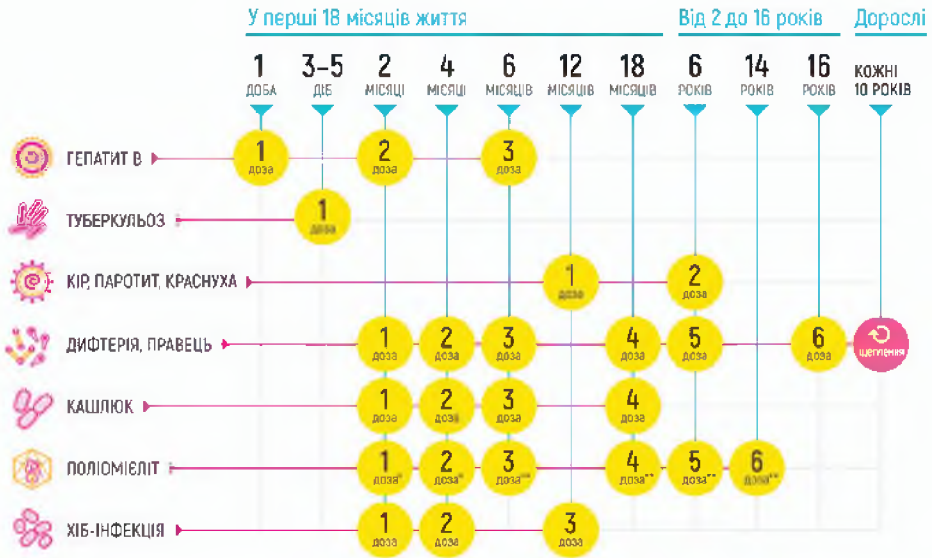 У перші 18 місяців життя Від 2 до 16 років Дорослі
1 3–5 2 4 6 12 18 6 14 16 КОЖНІ
ДОБА ДІБ МІСЯЦІ МІСЯЦІ МІСЯЦІВ МІСЯЦІВ МІСЯЦІВ РОКІВ РОКІВ РОКІВ 10 РОКІВ
ГЕПАТИТ В 1 доза 2 доза 3 доза
ТУБЕРКУЛЬОЗ 1 доза
КІР, ПАРОТИТ, КРАСНУХА 1 доза 2 доза
ДИФТЕРІЯ, ПРАВЕЦЬ 1 доза 2 доза 3 доза 4 доза 5 доза 6 доза щеплення
КАШЛЮК 1 доза 2 доза 3 доза 4 доза
ПОЛІОМІЄЛІТ 1 доза* 2 доза* 3 доза** 4 доза** 5 доза** 6 доза**
ХІБ-ІНФЕКЦІЯ 1 доза 2 доза 3 доза